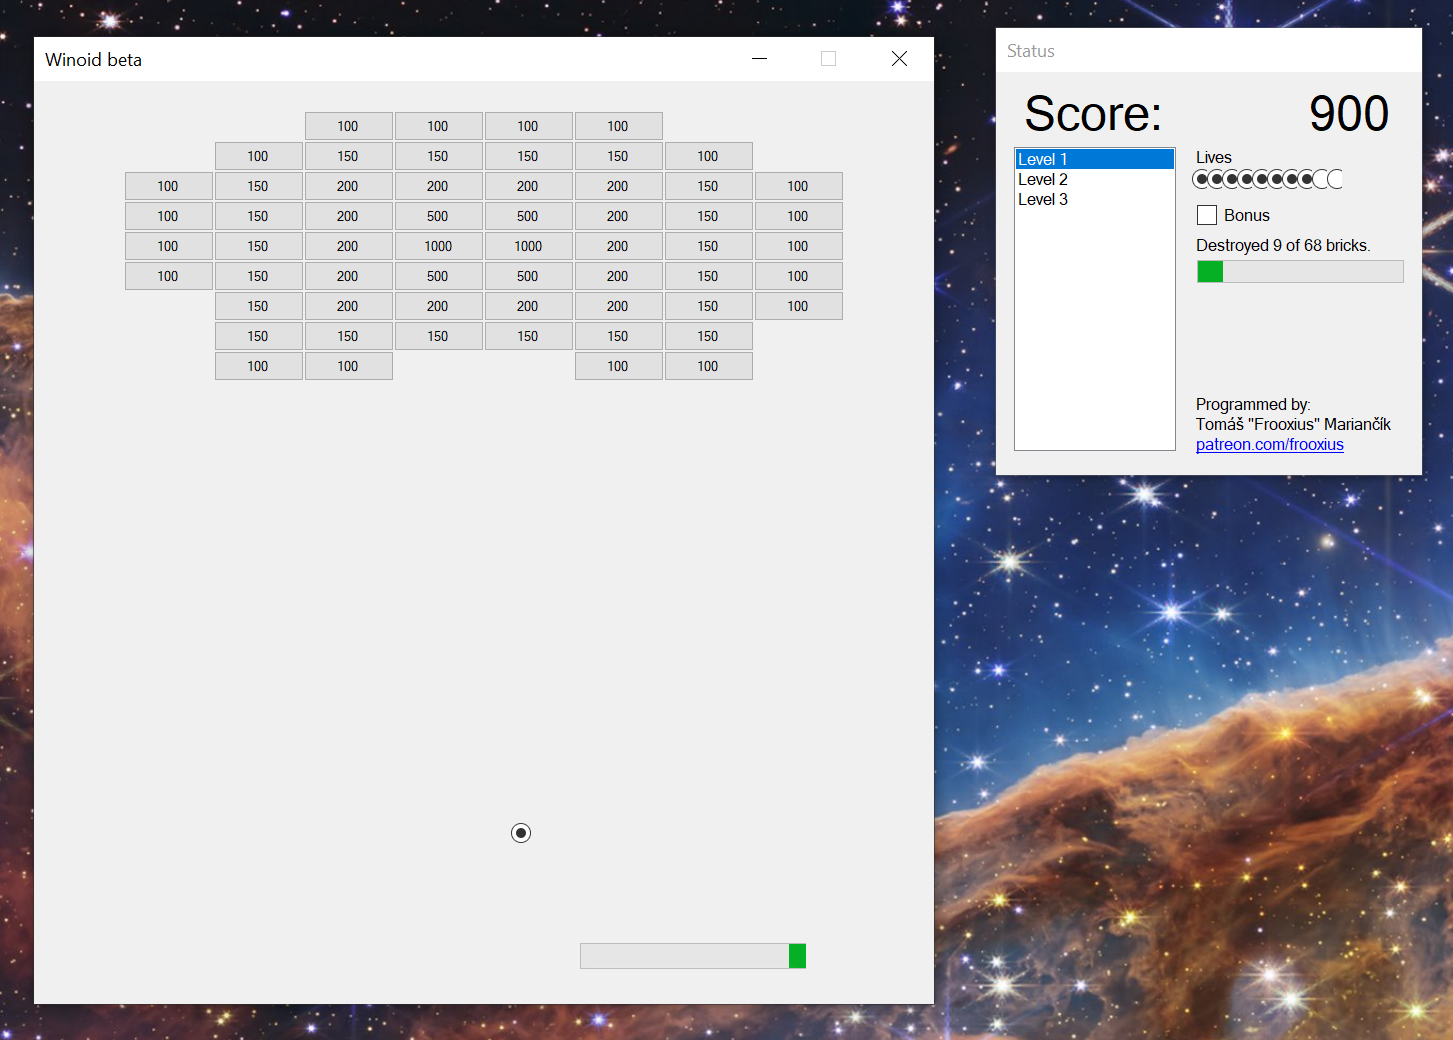 Winoid beta
100 100 100 100
100 150 150 150 150 100
100 150 200 200 200 200 150 100
100 150 200 500 500 200 150 100
100 150 200 1000 1000 200 150 100
100 150 200 500 500 200 150 100
150 200 200 200 200 150 100
150 150 150 150 150 150
100 100 100 100
Status
Score: 900
Level 1
Level 2
Level 3
Lives
Bonus
Destroyed 9 of 68 bricks.
Programmed by:
Tomáš "Frooxius" Mariančík
patreon.com/frooxius